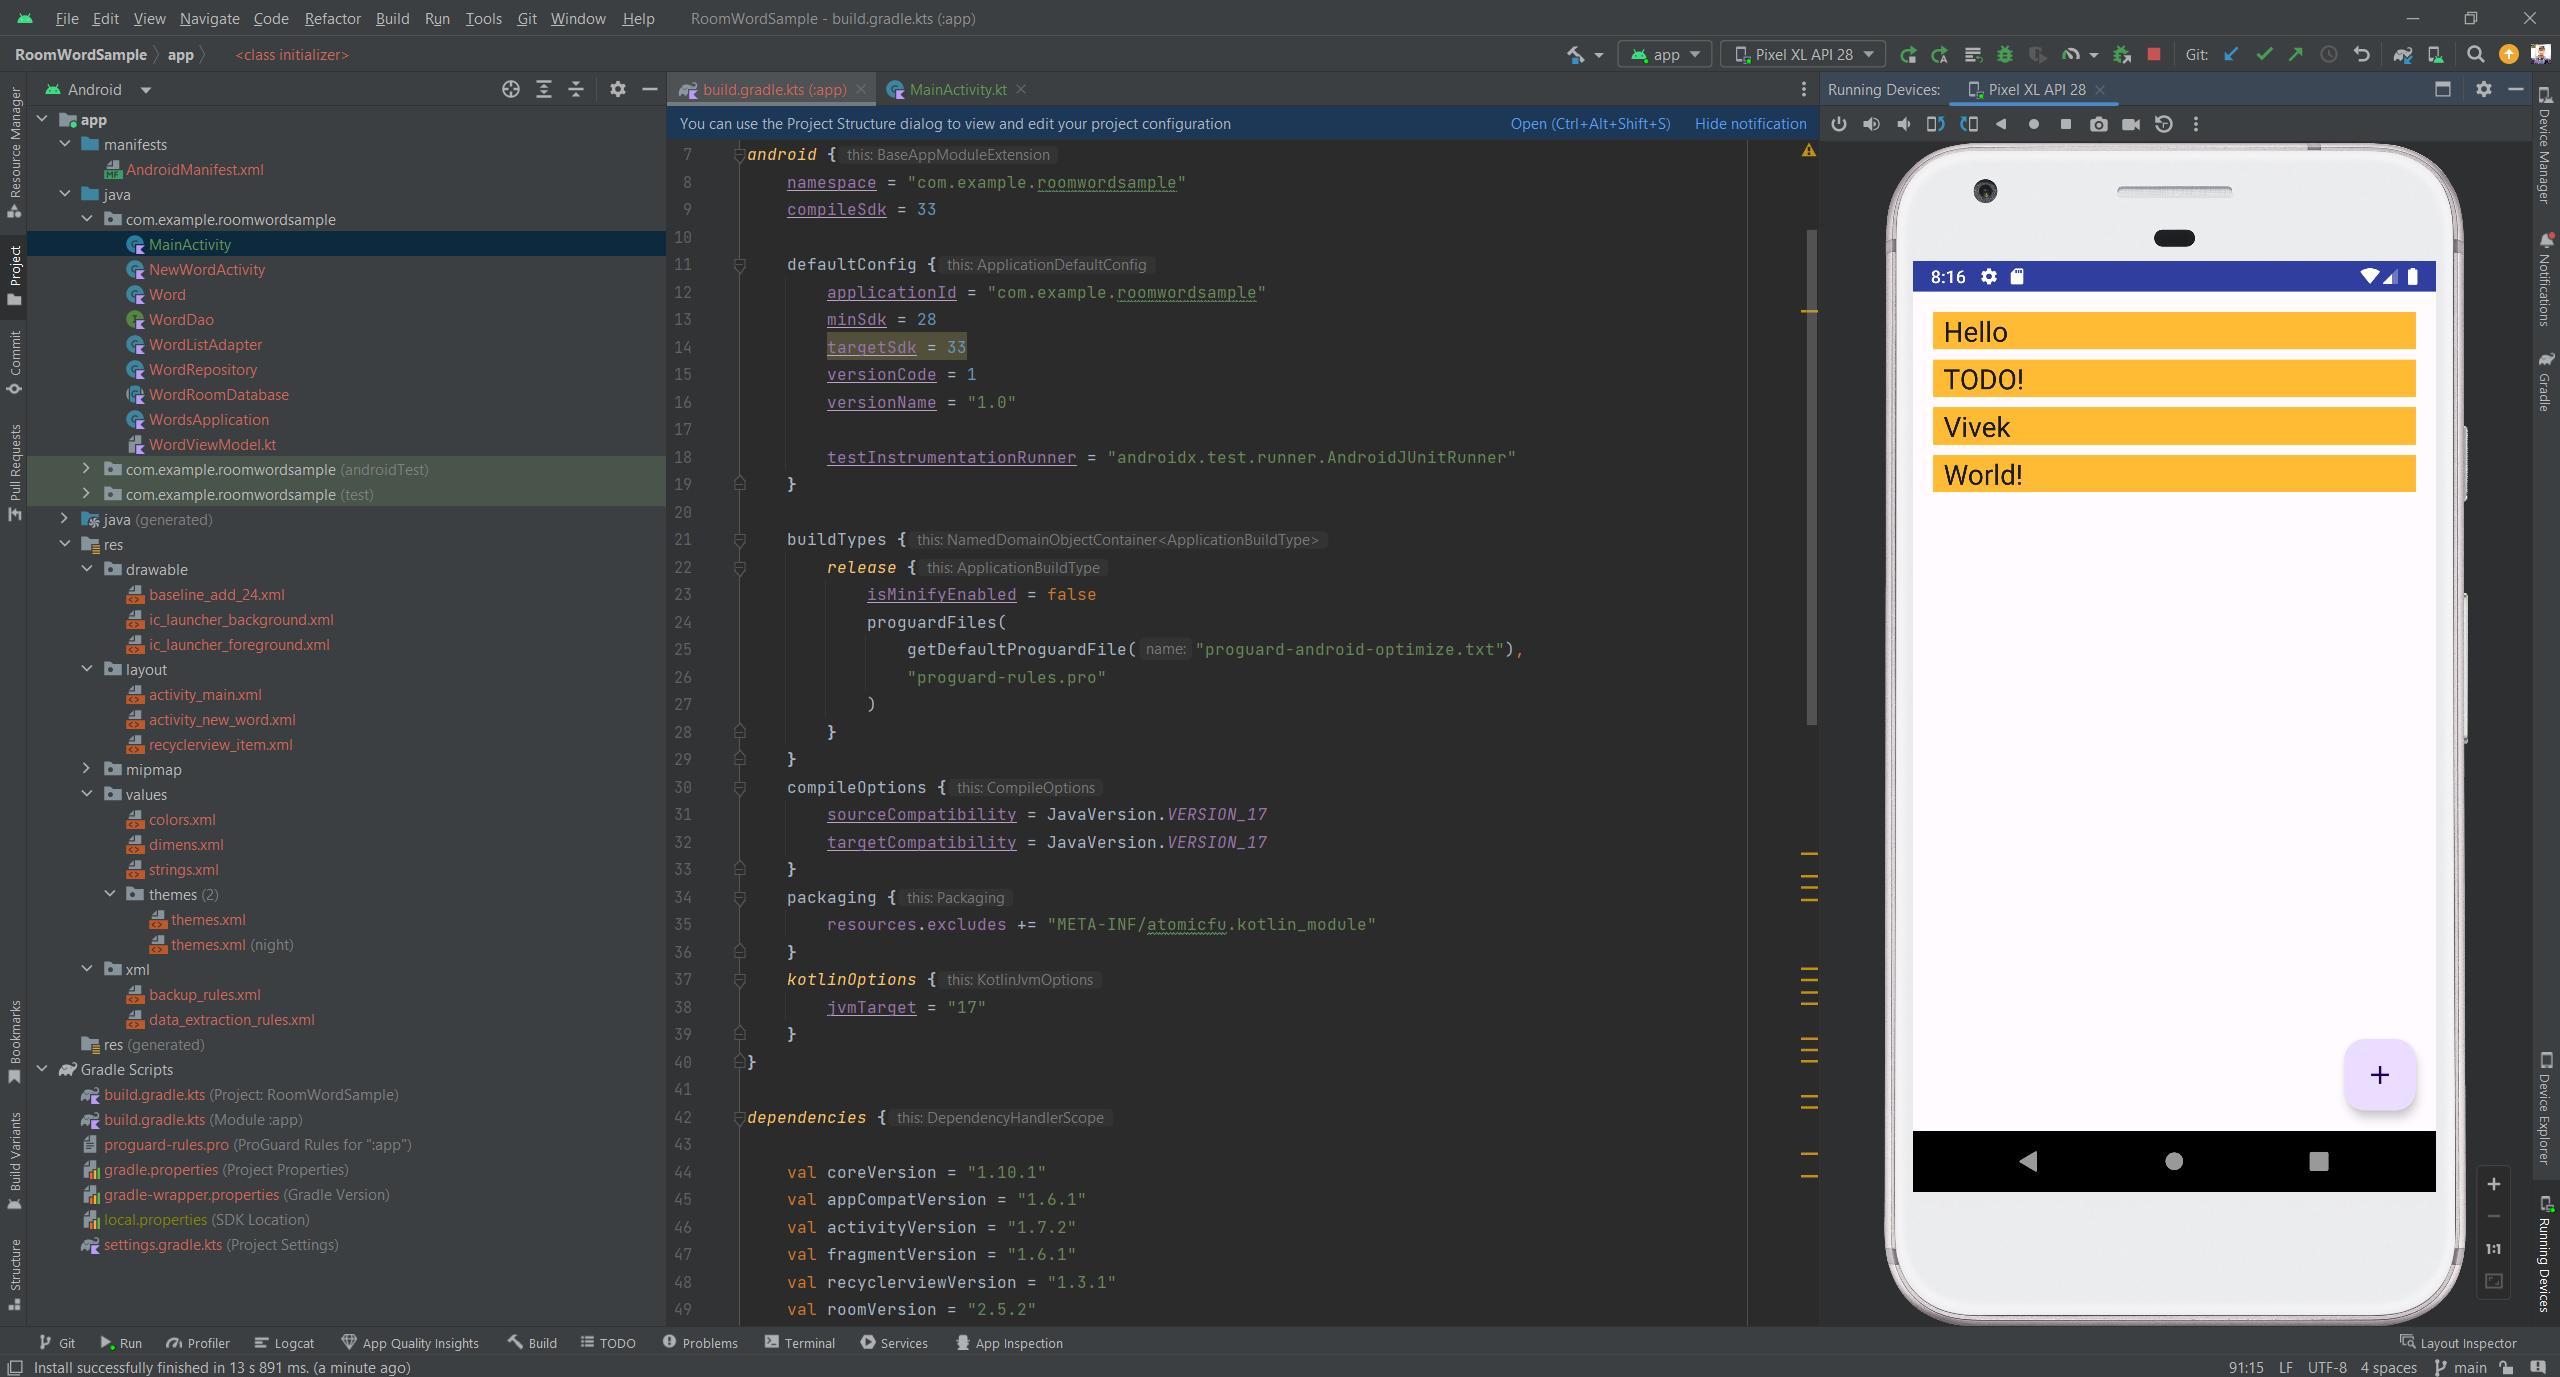 File Edit View Navigate Code Refactor Build Run Tools Git Window Help RoomWordSample - build.gradle.kts (:app)
RoomWordSample app <class initializer>
app Pixel XL API 28 Git:
Resource Manager
Project
Commit
Pull Requests
Bookmarks
Build Variants
Structure
Android
app
manifests
AndroidManifest.xml
java
com.example.roomwordsample
MainActivity
NewWordActivity
Word
WordDao
WordListAdapter
WordRepository
WordRoomDatabase
WordsApplication
WordViewModel.kt
com.example.roomwordsample (androidTest)
com.example.roomwordsample (test)
java (generated)
res
drawable
baseline_add_24.xml
ic_launcher_background.xml
ic_launcher_foreground.xml
layout
activity_main.xml
activity_new_word.xml
recyclerview_item.xml
mipmap
values
colors.xml
dimens.xml
strings.xml
themes (2)
themes.xml
themes.xml (night)
xml
backup_rules.xml
data_extraction_rules.xml
res (generated)
Gradle Scripts
build.gradle.kts (Project: RoomWordSample)
build.gradle.kts (Module :app)
proguard-rules.pro (ProGuard Rules for ":app")
gradle.properties (Project Properties)
gradle-wrapper.properties (Gradle Version)
local.properties (SDK Location)
settings.gradle.kts (Project Settings)
build.gradle.kts (:app) MainActivity.kt
You can use the Project Structure dialog to view and edit your project configuration Open (Ctrl+Alt+Shift+S) Hide notification
7 android { this: BaseAppModuleExtension
8 namespace = "com.example.roomwordsample"
9 compileSdk = 33
10
11 defaultConfig { this: ApplicationDefaultConfig
12 applicationId = "com.example.roomwordsample"
13 minSdk = 28
14 targetSdk = 33
15 versionCode = 1
16 versionName = "1.0"
17
18 testInstrumentationRunner = "androidx.test.runner.AndroidJUnitRunner"
19 }
20
21 buildTypes { this: NamedDomainObjectContainer<ApplicationBuildType>
22 release { this: ApplicationBuildType
23 isMinifyEnabled = false
24 proguardFiles(
25 getDefaultProguardFile( name: "proguard-android-optimize.txt"),
26 "proguard-rules.pro"
27 )
28 }
29 }
30 compileOptions { this: CompileOptions
31 sourceCompatibility = JavaVersion.VERSION_17
32 targetCompatibility = JavaVersion.VERSION_17
33 }
34 packaging { this: Packaging
35 resources.excludes += "META-INF/atomicfu.kotlin_module"
36 }
37 kotlinOptions { this: KotlinJvmOptions
38 jvmTarget = "17"
39 }
40 }
41
42 dependencies { this: DependencyHandlerScope
43
44 val coreVersion = "1.10.1"
45 val appCompatVersion = "1.6.1"
46 val activityVersion = "1.7.2"
47 val fragmentVersion = "1.6.1"
48 val recyclerviewVersion = "1.3.1"
49 val roomVersion = "2.5.2"
Running Devices: Pixel XL API 28
8:16
Hello
TODO!
Vivek
World!
+
1:1
Device Manager
Notifications
Gradle
Device Explorer
Running Devices
Git Run Profiler Logcat App Quality Insights Build TODO Problems Terminal Services App Inspection Layout Inspector
Install successfully finished in 13 s 891 ms. (a minute ago) 91:15 LF UTF-8 4 spaces main